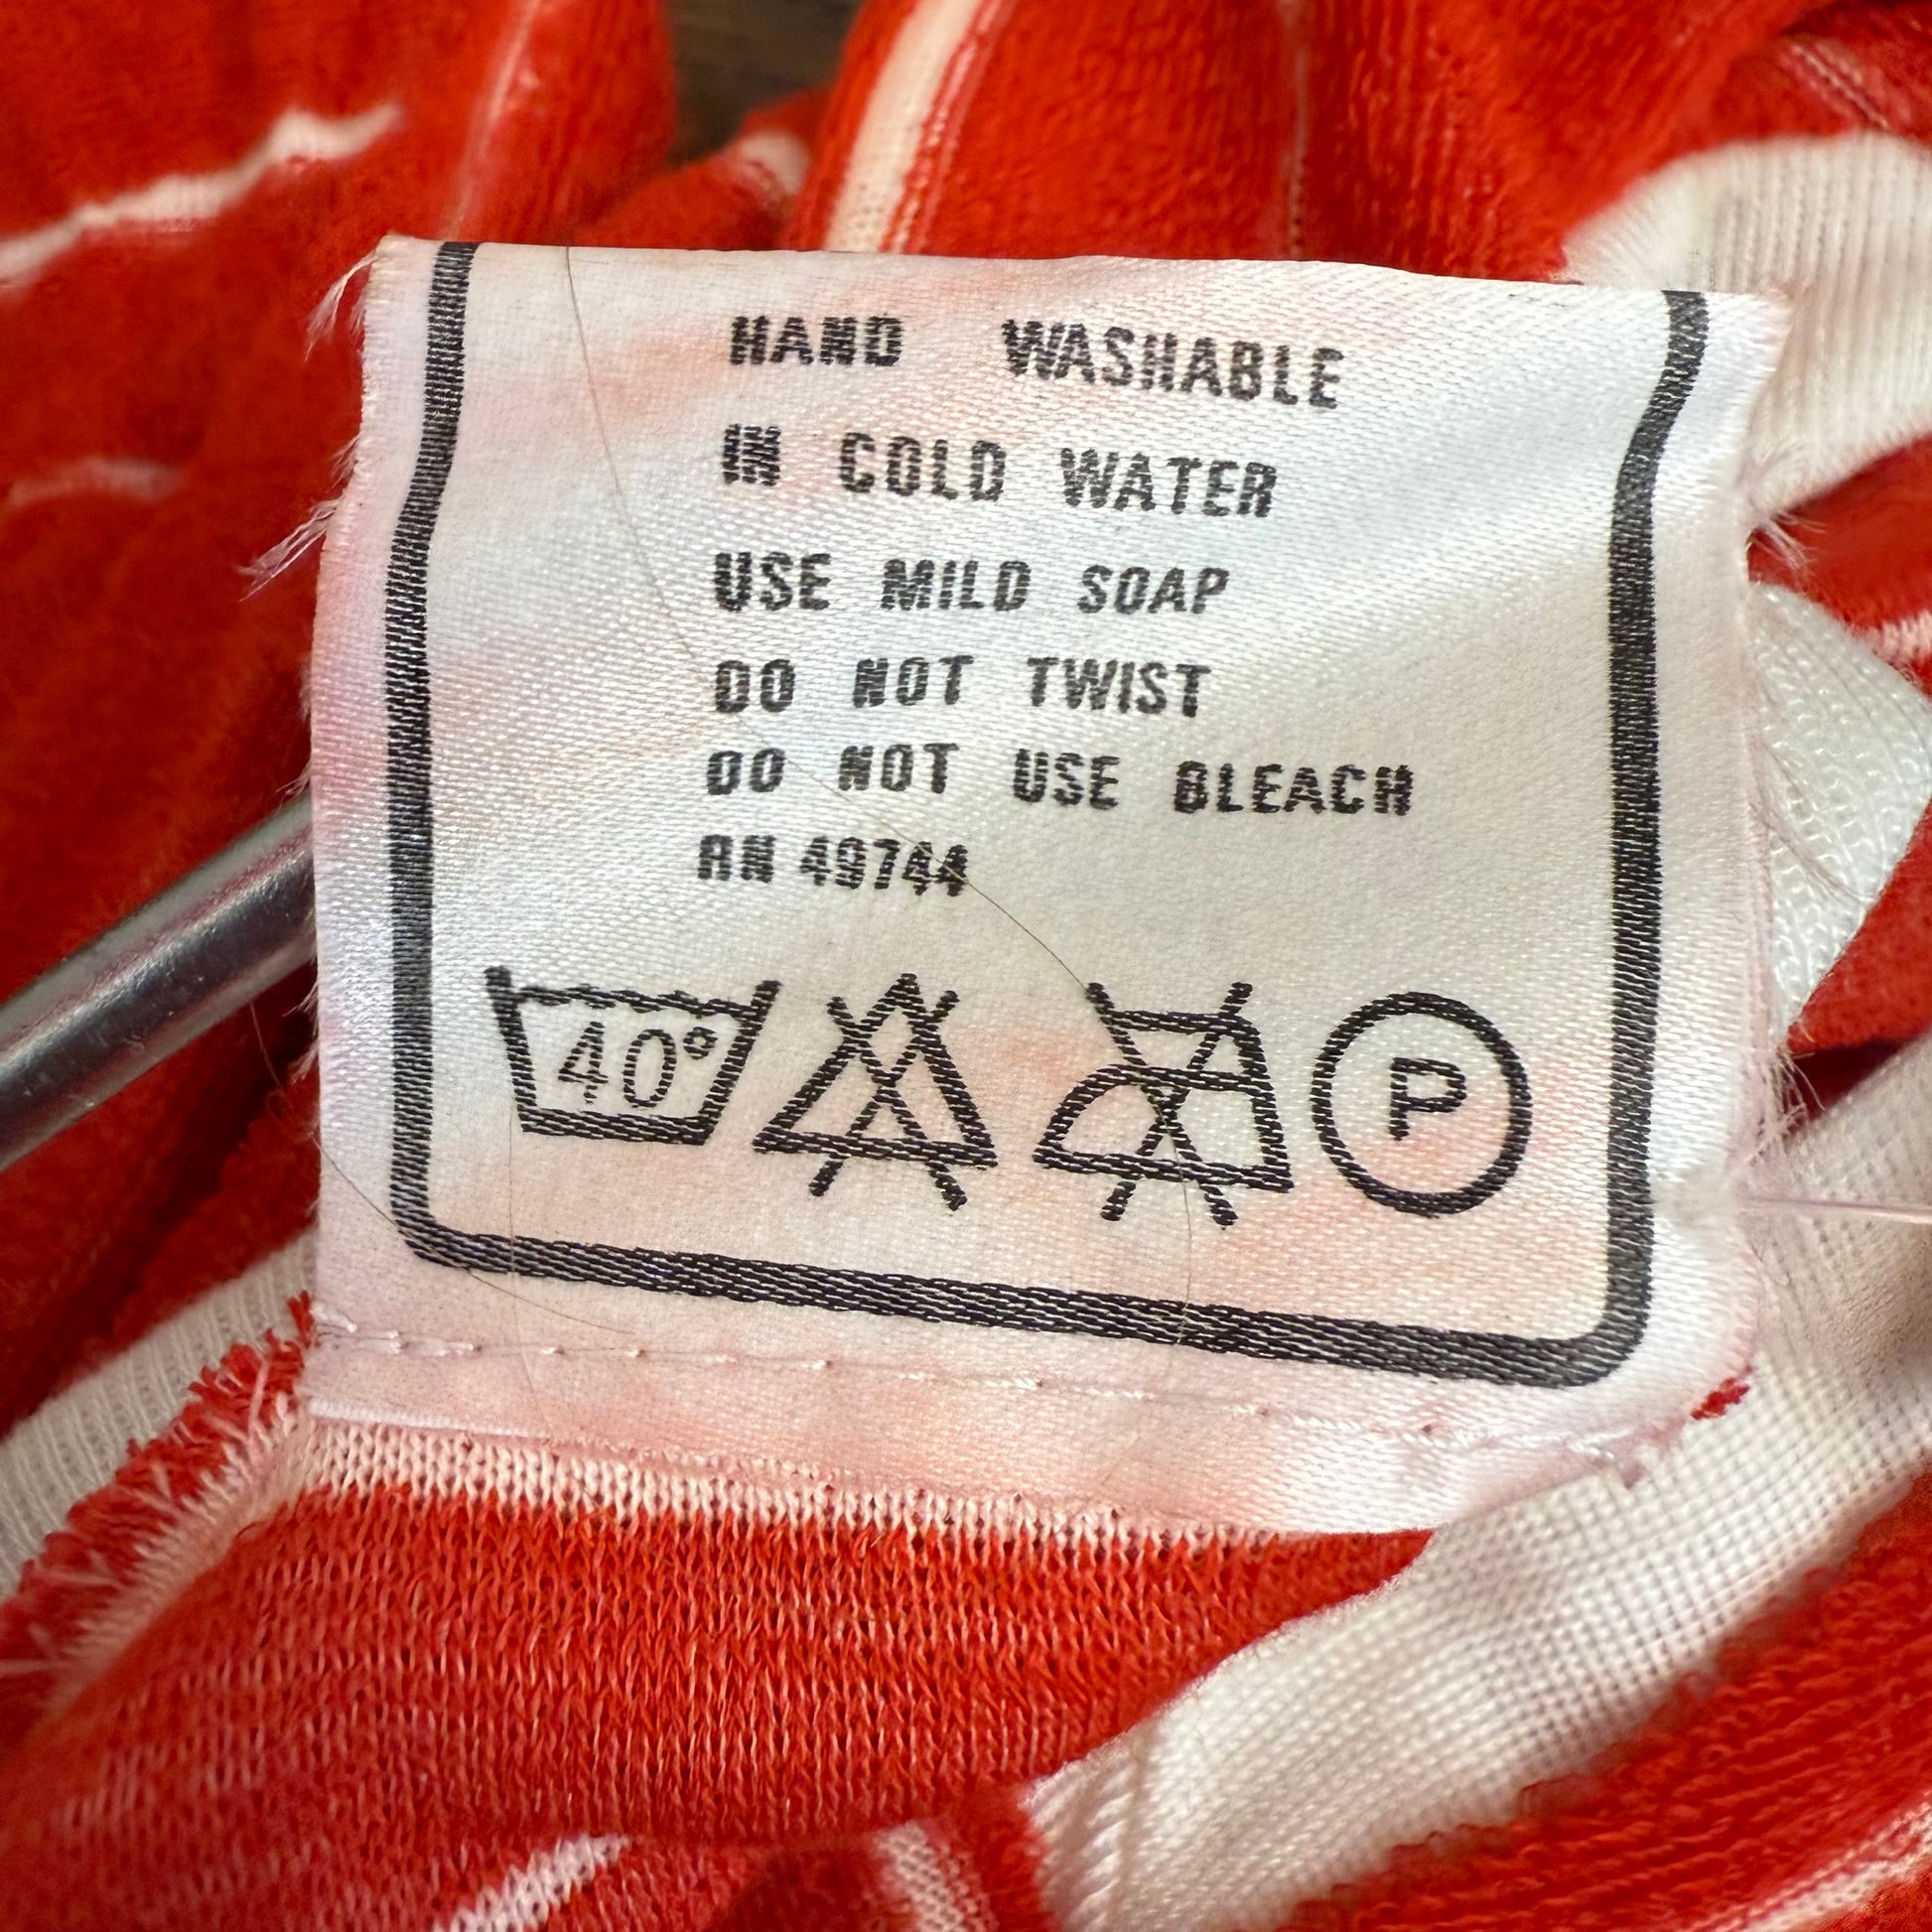 HAND WASHABLE
IN COLD WATER
USE MILD SOAP
DO NOT TWIST
DO NOT USE BLEACH
RN 49744
40° P